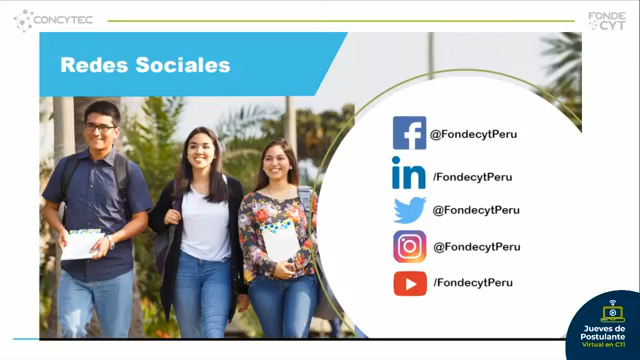 CONCYTEC
FONDE
CYT
Redes Sociales
@FondecytPeru
/FondecytPeru
@FondecytPeru
@FondecytPeru
/FondecytPeru
Jueves de
Postulante
Virtual en CTI